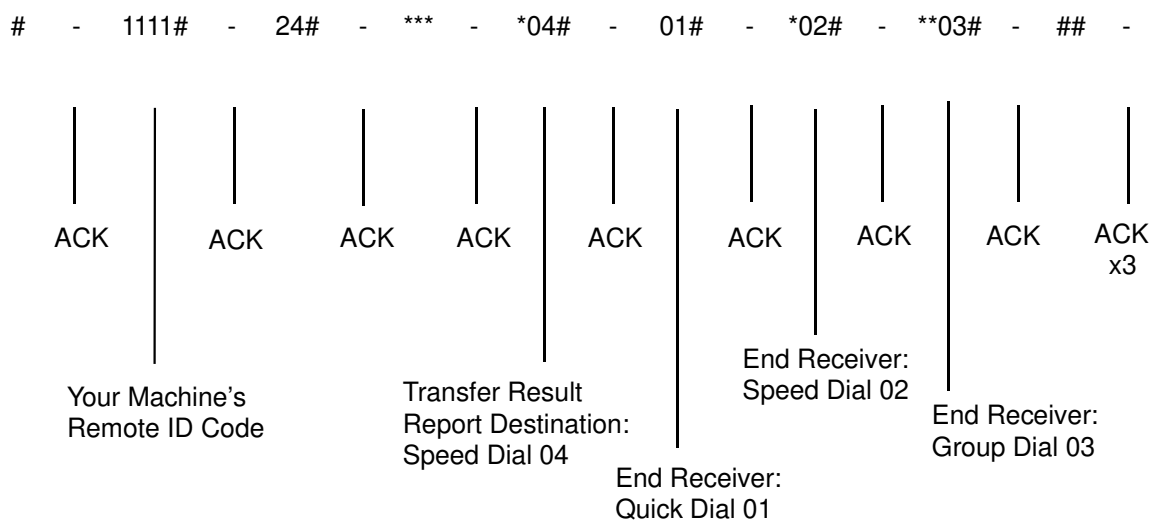 # - 1111# - 24# - *** - *04# - 01# - *02# - **03# - ## -
ACK ACK ACK ACK ACK ACK ACK ACK ACK
x3
Your Machine’s
Remote ID Code
Transfer Result
Report Destination:
Speed Dial 04
End Receiver:
Quick Dial 01
End Receiver:
Speed Dial 02
End Receiver:
Group Dial 03